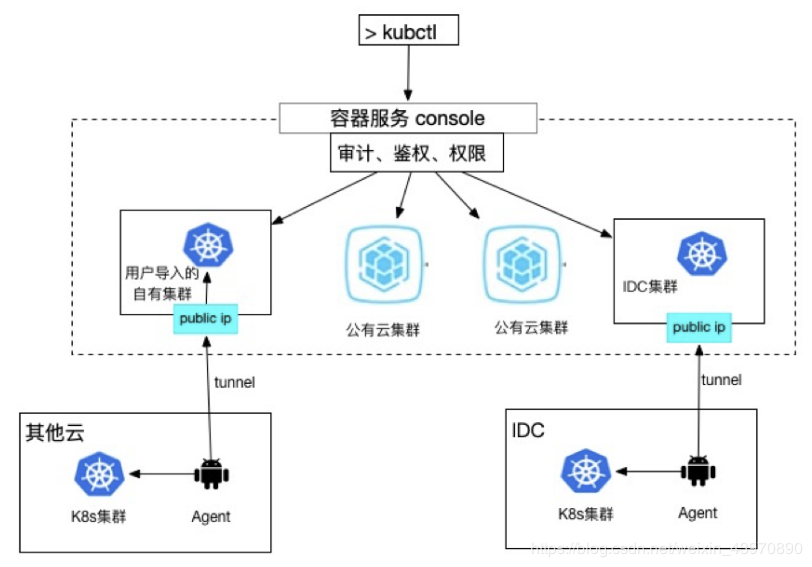 > kubctl
容器服务 console
审计、鉴权、权限
用户导入的
自有集群
public ip
公有云集群
公有云集群
IDC集群
public ip
tunnel
tunnel
其他云
K8s集群
Agent
IDC
K8s集群
Agent
https://blog.csdn.net/weixin_43970890